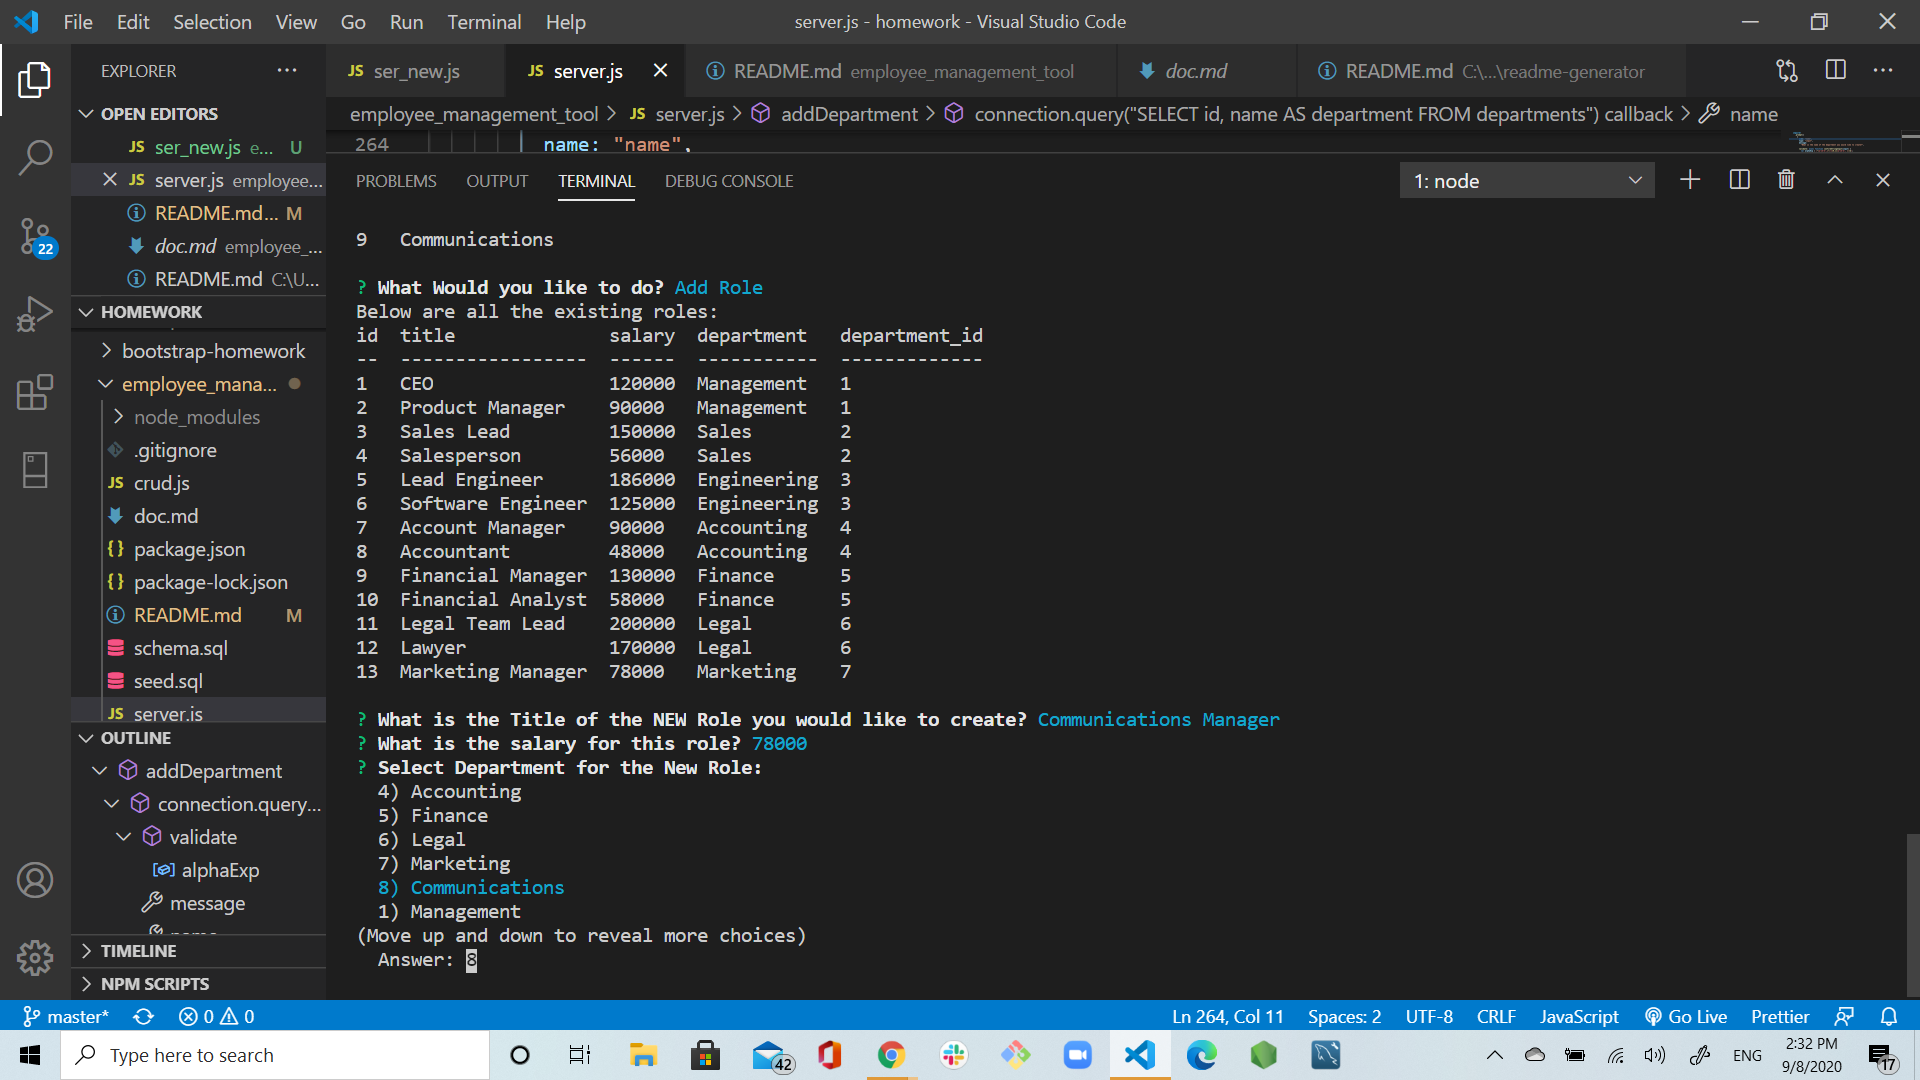 File Edit Selection View Go Run Terminal Help
server.js - homework - Visual Studio Code
EXPLORER
OPEN EDITORS
JS ser_new.js e... U
JS server.js employee...
README.md... M
doc.md employee_...
README.md C:\U...
HOMEWORK
bootstrap-homework
employee_mana...
node_modules
.gitignore
JS crud.js
doc.md
{} package.json
{} package-lock.json
README.md M
schema.sql
seed.sql
JS server.js
OUTLINE
addDepartment
connection.query...
validate
alphaExp
message
TIMELINE
NPM SCRIPTS
22
JS ser_new.js
JS server.js
README.md employee_management_tool
doc.md
README.md C:\...\readme-generator
employee_management_tool > JS server.js > addDepartment > connection.query("SELECT id, name AS department FROM departments") callback > name
264 name: "name",
PROBLEMS OUTPUT TERMINAL DEBUG CONSOLE
1: node
9 Communications
? What Would you like to do? Add Role
Below are all the existing roles:
id title salary department department_id
-- ----------------- ------ ----------- -------------
1 CEO 120000 Management 1
2 Product Manager 90000 Management 1
3 Sales Lead 150000 Sales 2
4 Salesperson 56000 Sales 2
5 Lead Engineer 186000 Engineering 3
6 Software Engineer 125000 Engineering 3
7 Account Manager 90000 Accounting 4
8 Accountant 48000 Accounting 4
9 Financial Manager 130000 Finance 5
10 Financial Analyst 58000 Finance 5
11 Legal Team Lead 200000 Legal 6
12 Lawyer 170000 Legal 6
13 Marketing Manager 78000 Marketing 7
? What is the Title of the NEW Role you would like to create? Communications Manager
? What is the salary for this role? 78000
? Select Department for the New Role:
4) Accounting
5) Finance
6) Legal
7) Marketing
8) Communications
1) Management
(Move up and down to reveal more choices)
Answer: 8
master* 0 0
Ln 264, Col 11 Spaces: 2 UTF-8 CRLF JavaScript Go Live Prettier
Type here to search
42
ENG
2:32 PM
9/8/2020
17